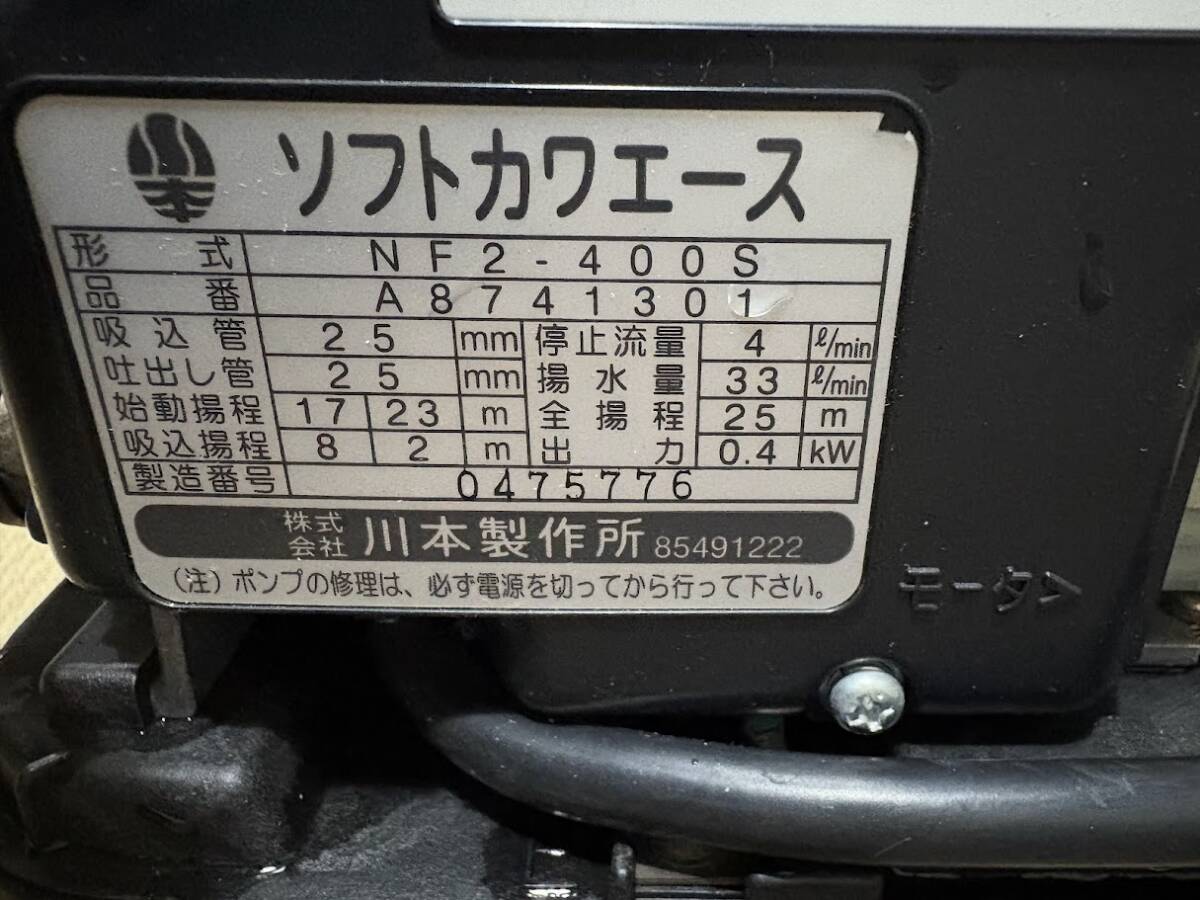 川本 ソフトカワエース
形式 NF2-400S
品番 A8741301
吸込管 25 mm 停止流量 4 ℓ/min
吐出し管 25 mm 揚水量 33 ℓ/min
始動揚程 17 23 m 全揚程 25 m
吸込揚程 8 2 m 出力 0.4 kW
製造番号 0475776
株式会社 川本製作所 85491222
(注) ポンプの修理は、必ず電源を切ってから行って下さい。
モータ